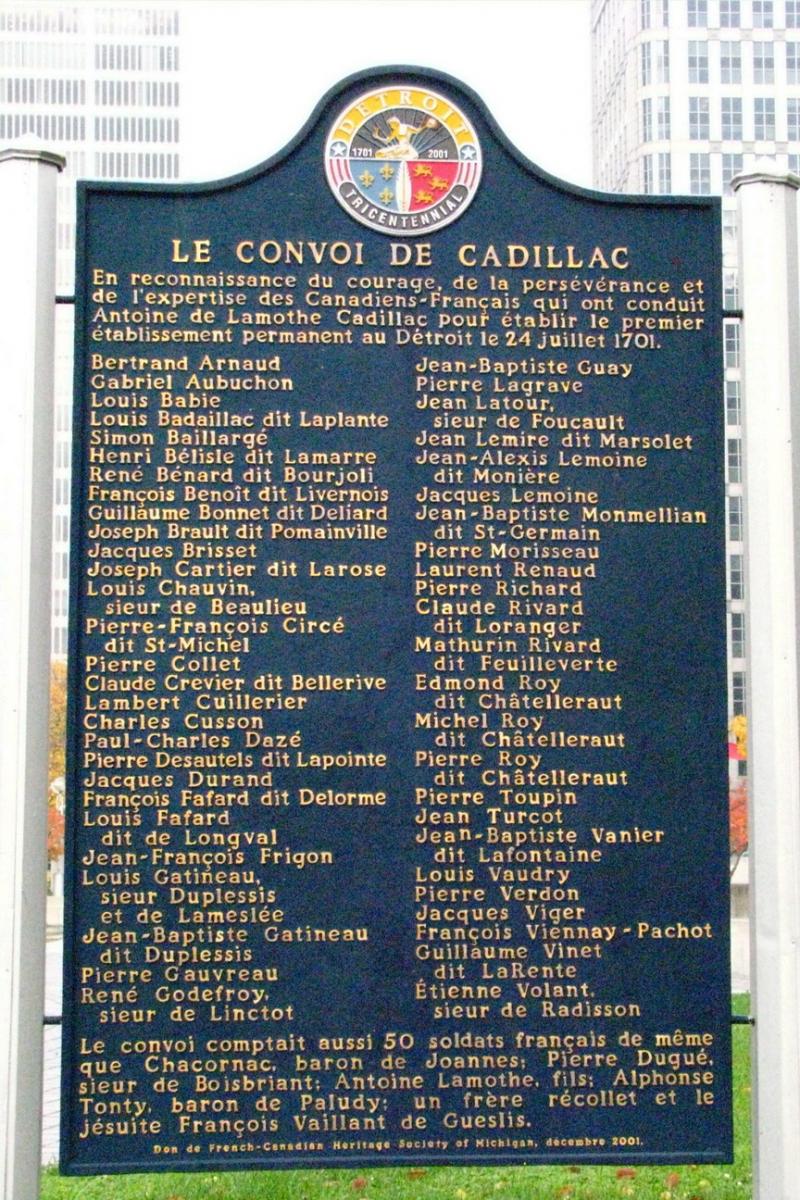 DETROIT
1701 2001
TRICENTENNIAL
LE CONVOI DE CADILLAC
En reconnaissance du courage, de la persévérance et
de l'expertise des Canadiens-Français qui ont conduit
Antoine de Lamothe Cadillac pour établir le premier
établissement permanent au Détroit le 24 juillet 1701.
Bertrand Arnaud
Gabriel Aubuchon
Louis Babie
Louis Badaillac dit Laplante
Simon Baillargé
Henri Bélisle dit Lamarre
René Bénard dit Bourjoli
François Benoît dit Livernois
Guillaume Bonnet dit Deliard
Joseph Brault dit Pomainville
Jacques Brisset
Joseph Cartier dit Larose
Louis Chauvin,
sieur de Beaulieu
Pierre-François Circé
dit St-Michel
Pierre Collet
Claude Crevier dit Bellerive
Lambert Cuillerier
Charles Cusson
Paul-Charles Dazé
Pierre Desautels dit Lapointe
Jacques Durand
François Fafard dit Delorme
Louis Fafard
dit de Longval
Jean-François Frigon
Louis Gatineau,
sieur Duplessis
et de Lameslée
Jean-Baptiste Gatineau
dit Duplessis
Pierre Gauvreau
René Godefroy,
sieur de Linctot
Jean-Baptiste Guay
Pierre Lagrave
Jean Latour,
sieur de Foucault
Jean Lemire dit Marsolet
Jean-Alexis Lemoine
dit Monière
Jacques Lemoine
Jean-Baptiste Monmellian
dit St-Germain
Pierre Morisseau
Laurent Renaud
Pierre Richard
Claude Rivard
dit Loranger
Mathurin Rivard
dit Feuilleverte
Edmond Roy
dit Châtelleraut
Michel Roy
dit Châtelleraut
Pierre Roy
dit Châtelleraut
Pierre Toupin
Jean Turcot
Jean-Baptiste Vanier
dit Lafontaine
Louis Vaudry
Pierre Verdon
Jacques Viger
François Viennay-Pachot
Guillaume Vinet
dit LaRente
Étienne Volant,
sieur de Radisson
Le convoi comptait aussi 50 soldats français de même
que Chacornac, baron de Joannes; Pierre Dugué,
sieur de Boisbriant; Antoine Lamothe, fils; Alphonse
Tonty, baron de Paludy; un frère récollet et le
jésuite François Vaillant de Gueslis.
Don de French-Canadian Heritage Society of Michigan, décembre 2001.